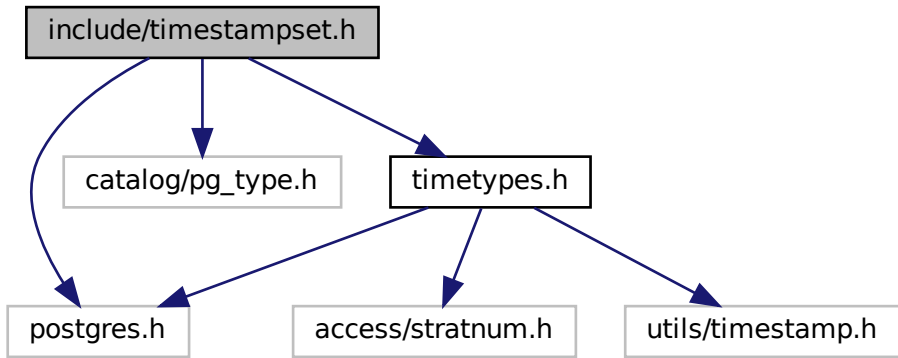 include/timestampset.h
catalog/pg_type.h
timetypes.h
postgres.h
access/stratnum.h
utils/timestamp.h